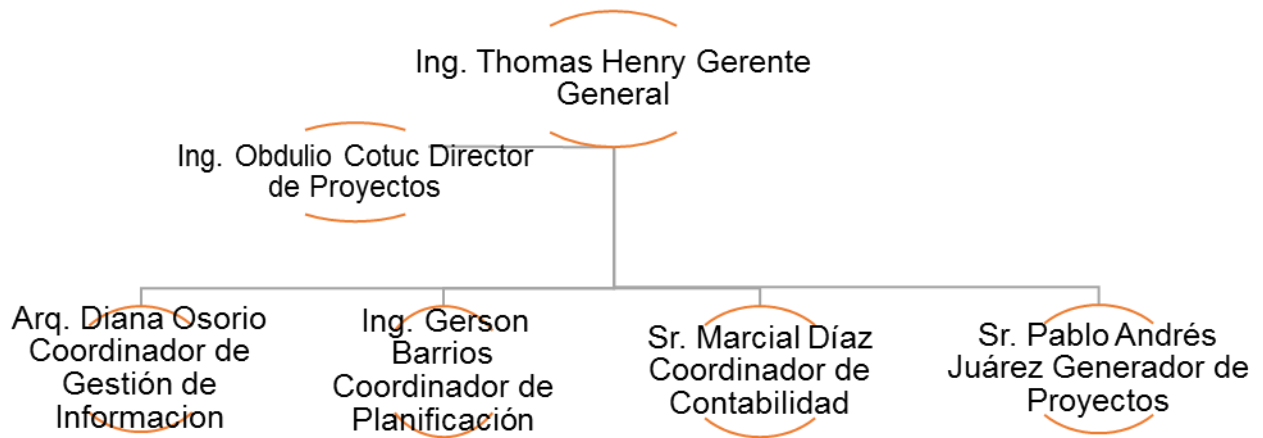 Ing. Thomas Henry Gerente
General
Ing. Obdulio Cotuc Director
de Proyectos
Arq. Diana Osorio
Coordinador de
Gestión de
Informacion
Ing. Gerson
Barrios
Coordinador de
Planificación
Sr. Marcial Díaz
Coordinador de
Contabilidad
Sr. Pablo Andrés
Juárez Generador de
Proyectos